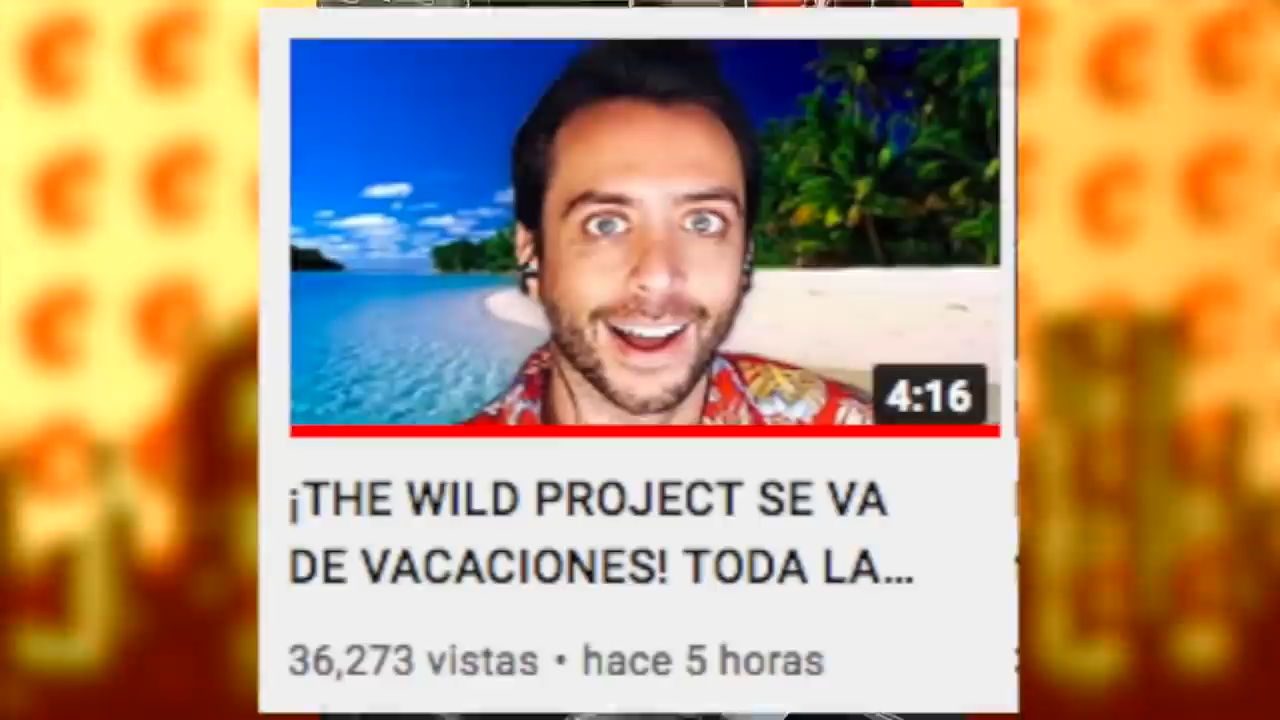 4:16
¡THE WILD PROJECT SE VA
DE VACACIONES! TODA LA...
36,273 vistas • hace 5 horas